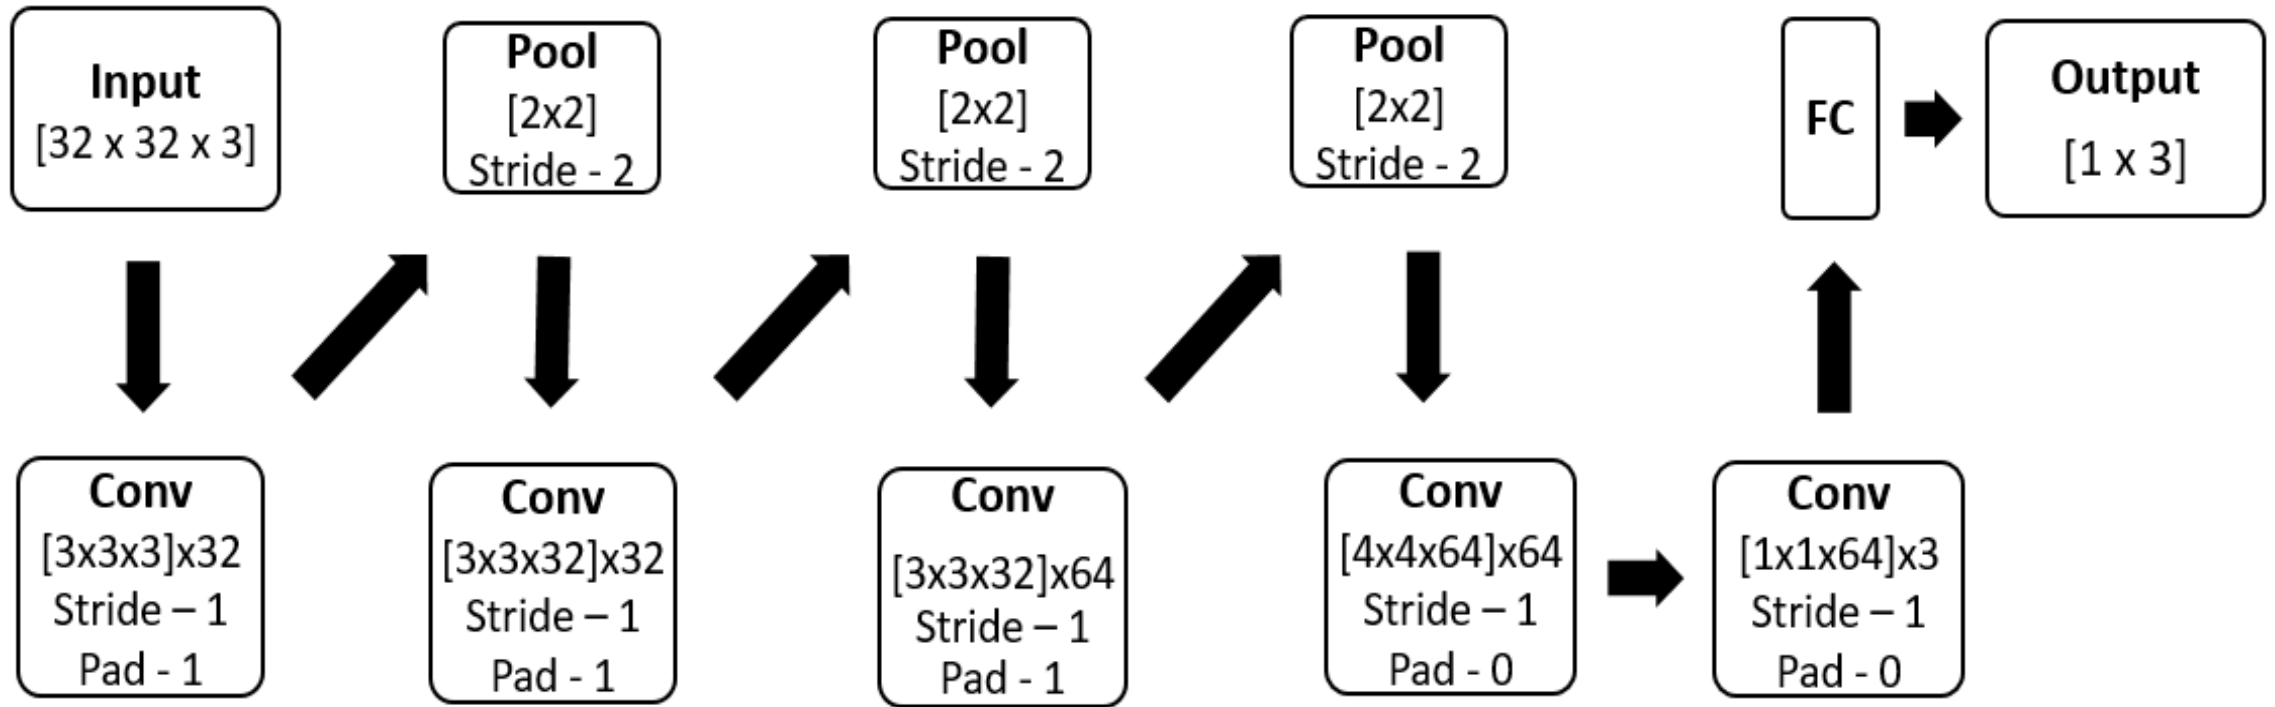 Input
[32 x 32 x 3]
Pool
[2x2]
Stride - 2
Pool
[2x2]
Stride - 2
Pool
[2x2]
Stride - 2
FC
Output
[1 x 3]
Conv
[3x3x3]x32
Stride – 1
Pad - 1
Conv
[3x3x32]x32
Stride – 1
Pad - 1
Conv
[3x3x32]x64
Stride – 1
Pad - 1
Conv
[4x4x64]x64
Stride – 1
Pad - 0
Conv
[1x1x64]x3
Stride – 1
Pad - 0